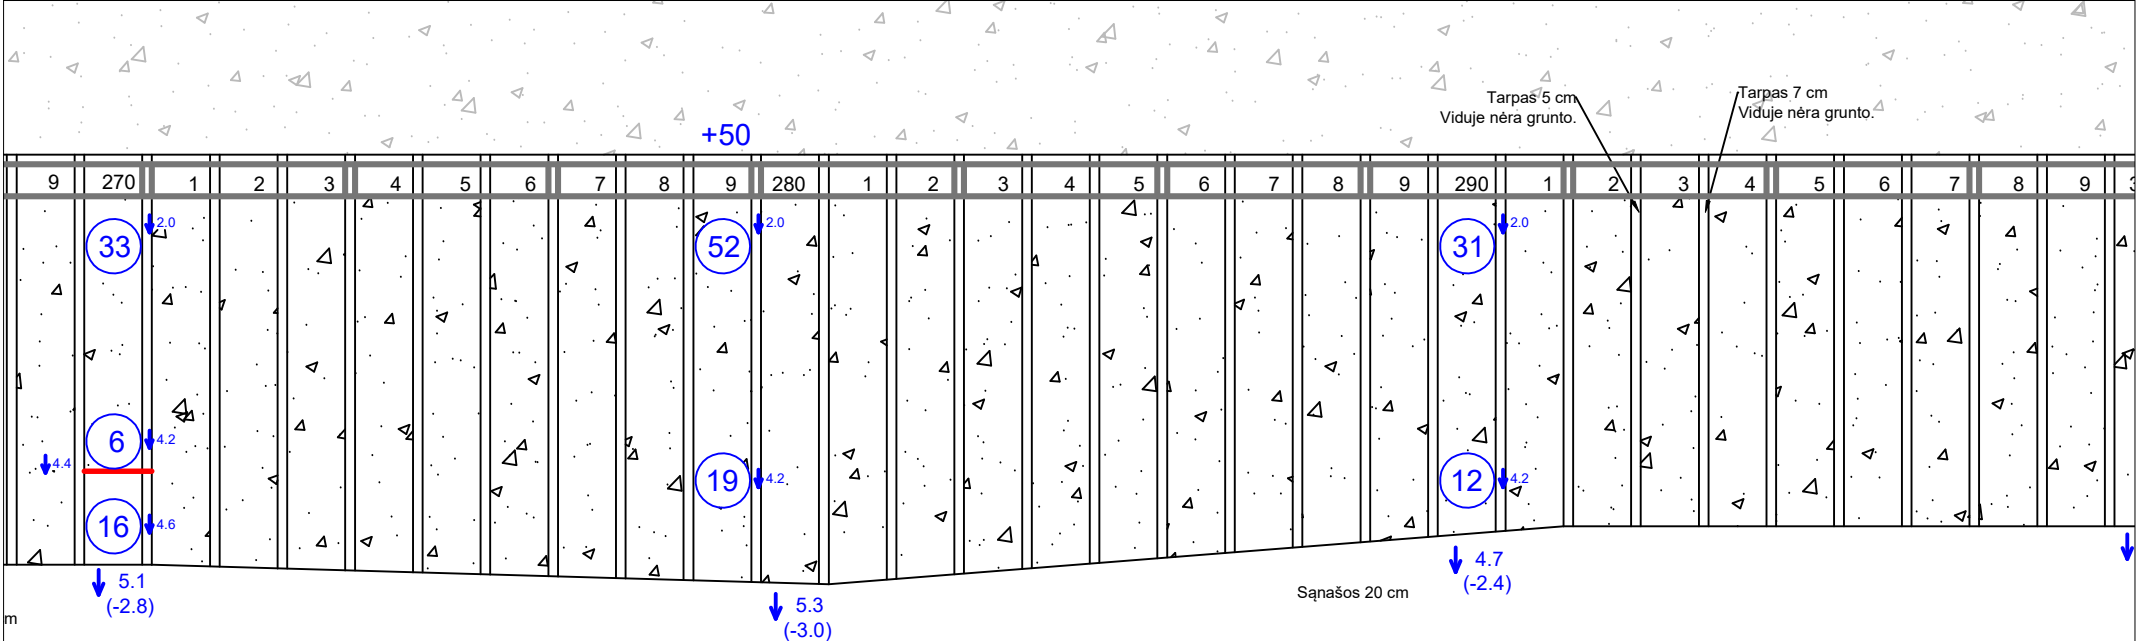 Tarpas 5 cm
Viduje nėra grunto.
Tarpas 7 cm
Viduje nėra grunto.
+50
9 270 1 2 3 4 5 6 7 8 9 280 1 2 3 4 5 6 7 8 9 290 1 2 3 4 5 6 7 8 9
33 2.0 52 2.0 31 2.0
6 4.2
4.4
19 4.2 12 4.2
16 4.6
5.1
(-2.8)
5.3
(-3.0)
4.7
(-2.4)
Sąnašos 20 cm
m